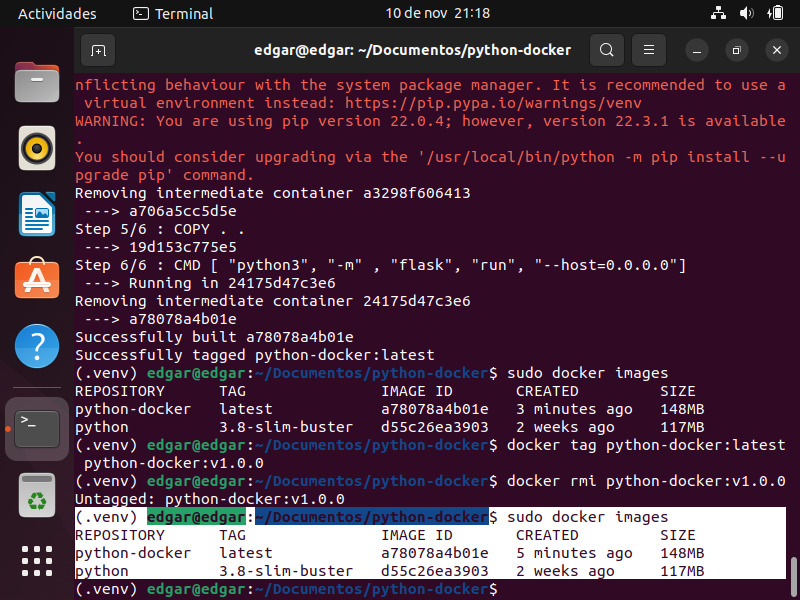 Actividades
Terminal
10 de nov 21:18
edgar@edgar: ~/Documentos/python-docker
nflicting behaviour with the system package manager. It is recommended to use a
 virtual environment instead: https://pip.pypa.io/warnings/venv
WARNING: You are using pip version 22.0.4; however, version 22.3.1 is available
.
You should consider upgrading via the '/usr/local/bin/python -m pip install --u
pgrade pip' command.
Removing intermediate container a3298f606413
 ---> a706a5cc5d5e
Step 5/6 : COPY . .
 ---> 19d153c775e5
Step 6/6 : CMD [ "python3", "-m" , "flask", "run", "--host=0.0.0.0"]
 ---> Running in 24175d47c3e6
Removing intermediate container 24175d47c3e6
 ---> a78078a4b01e
Successfully built a78078a4b01e
Successfully tagged python-docker:latest
(.venv) edgar@edgar:~/Documentos/python-docker$ sudo docker images
REPOSITORY      TAG               IMAGE ID       CREATED         SIZE
python-docker   latest            a78078a4b01e   3 minutes ago   148MB
python          3.8-slim-buster   d55c26ea3903   2 weeks ago     117MB
(.venv) edgar@edgar:~/Documentos/python-docker$ docker tag python-docker:latest
 python-docker:v1.0.0
(.venv) edgar@edgar:~/Documentos/python-docker$ docker rmi python-docker:v1.0.0
Untagged: python-docker:v1.0.0
(.venv) edgar@edgar:~/Documentos/python-docker$ sudo docker images
REPOSITORY      TAG               IMAGE ID       CREATED         SIZE
python-docker   latest            a78078a4b01e   5 minutes ago   148MB
python          3.8-slim-buster   d55c26ea3903   2 weeks ago     117MB
(.venv) edgar@edgar:~/Documentos/python-docker$